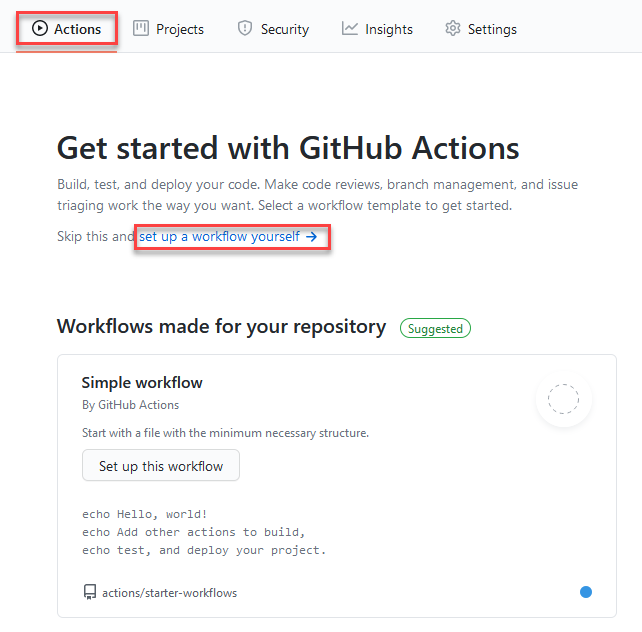 Actions Projects Security Insights Settings
Get started with GitHub Actions
Build, test, and deploy your code. Make code reviews, branch management, and issue
triaging work the way you want. Select a workflow template to get started.
Skip this and set up a workflow yourself →
Workflows made for your repository Suggested
Simple workflow
By GitHub Actions
Start with a file with the minimum necessary structure.
Set up this workflow
echo Hello, world!
echo Add other actions to build,
echo test, and deploy your project.
actions/starter-workflows